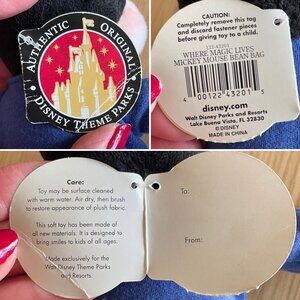 AUTHENTIC ORIGINAL
DISNEY THEME PARKS
CAUTION:
Completely remove this tag
and discard fastener pieces
before giving toy to a child.
122-43201
WHERE MAGIC LIVES
MICKEY MOUSE BEAN BAG
4 00122 43201 5
disney.com
Walt Disney Parks and Resorts
Lake Buena Vista, FL 32830
©DISNEY
MADE IN CHINA
Care:
Toy may be surface cleaned
with warm water. Air dry, then brush
to restore appearance of plush fabric.
This soft toy has been made of
all new materials. It is designed to
bring smiles to kids of all ages.
Made exclusively for the
Walt Disney Theme Parks
and Resorts.
To:
From: